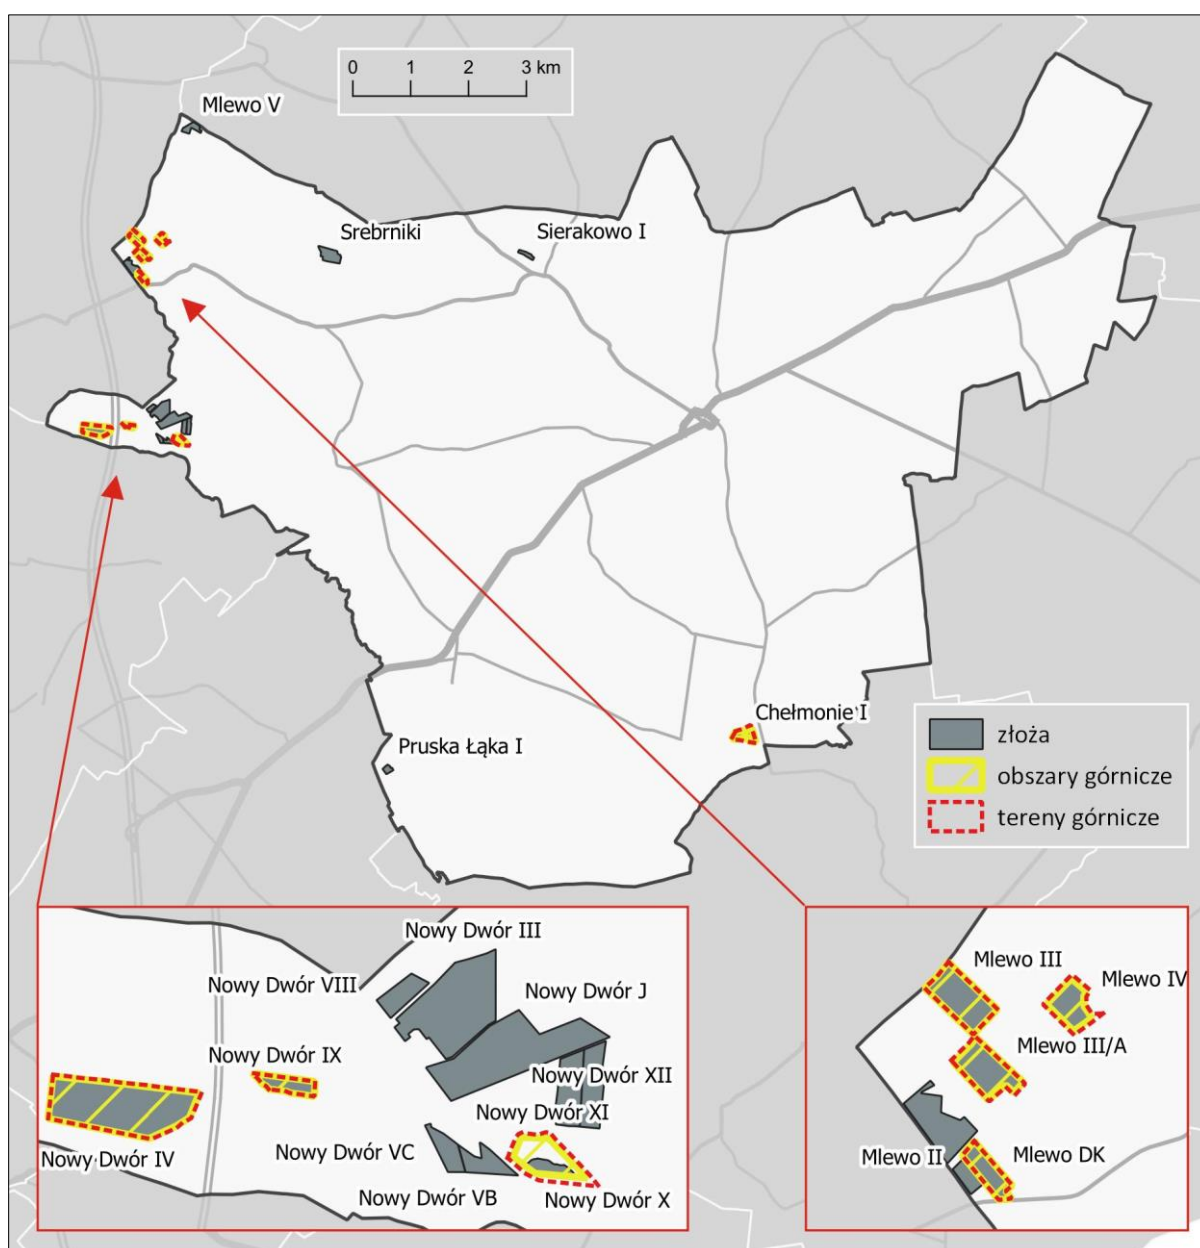 0 1 2 3 km
Mlewo V
Srebrniki
Sierakowo I
Chełmonie I
Pruska Łąka I
złoża
obszary górnicze
tereny górnicze
Nowy Dwór III
Nowy Dwór VIII
Nowy Dwór J
Nowy Dwór IX
Nowy Dwór XII
Nowy Dwór XI
Nowy Dwór IV
Nowy Dwór VC
Nowy Dwór VB
Nowy Dwór X
Mlewo III
Mlewo IV
Mlewo III/A
Mlewo II
Mlewo DK